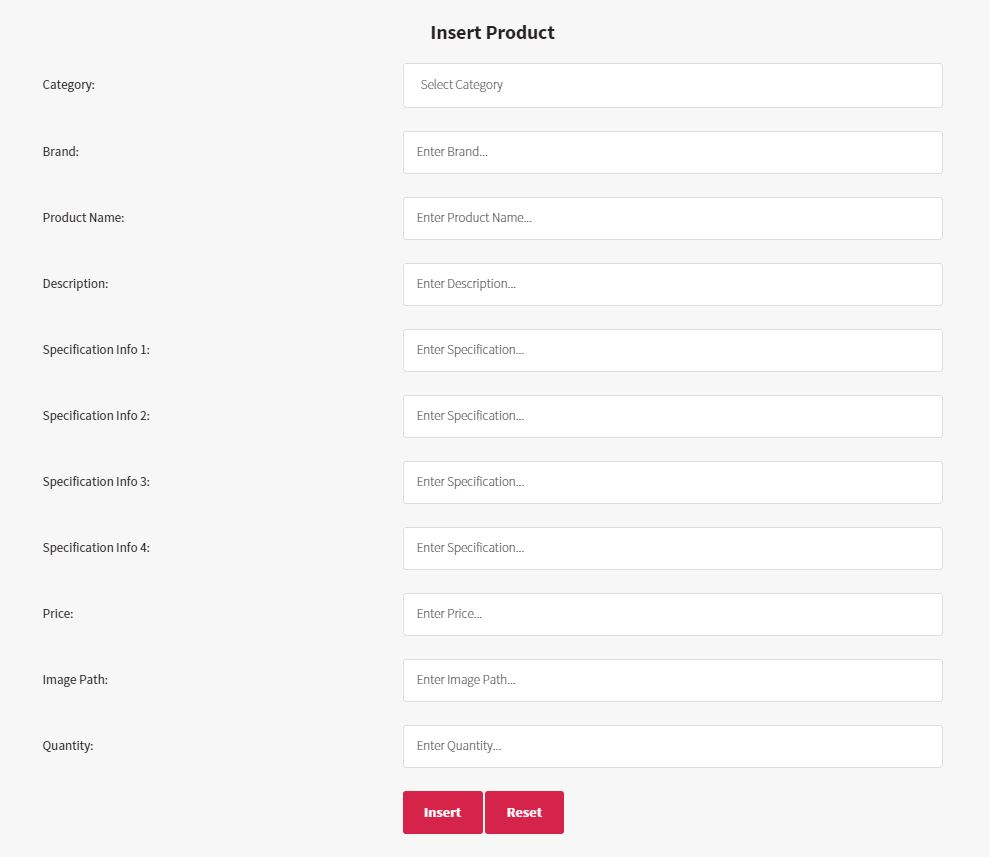 Insert Product
Category: Select Category
Brand: Enter Brand...
Product Name: Enter Product Name...
Description: Enter Description...
Specification Info 1: Enter Specification...
Specification Info 2: Enter Specification...
Specification Info 3: Enter Specification...
Specification Info 4: Enter Specification...
Price: Enter Price...
Image Path: Enter Image Path...
Quantity: Enter Quantity...
Insert Reset